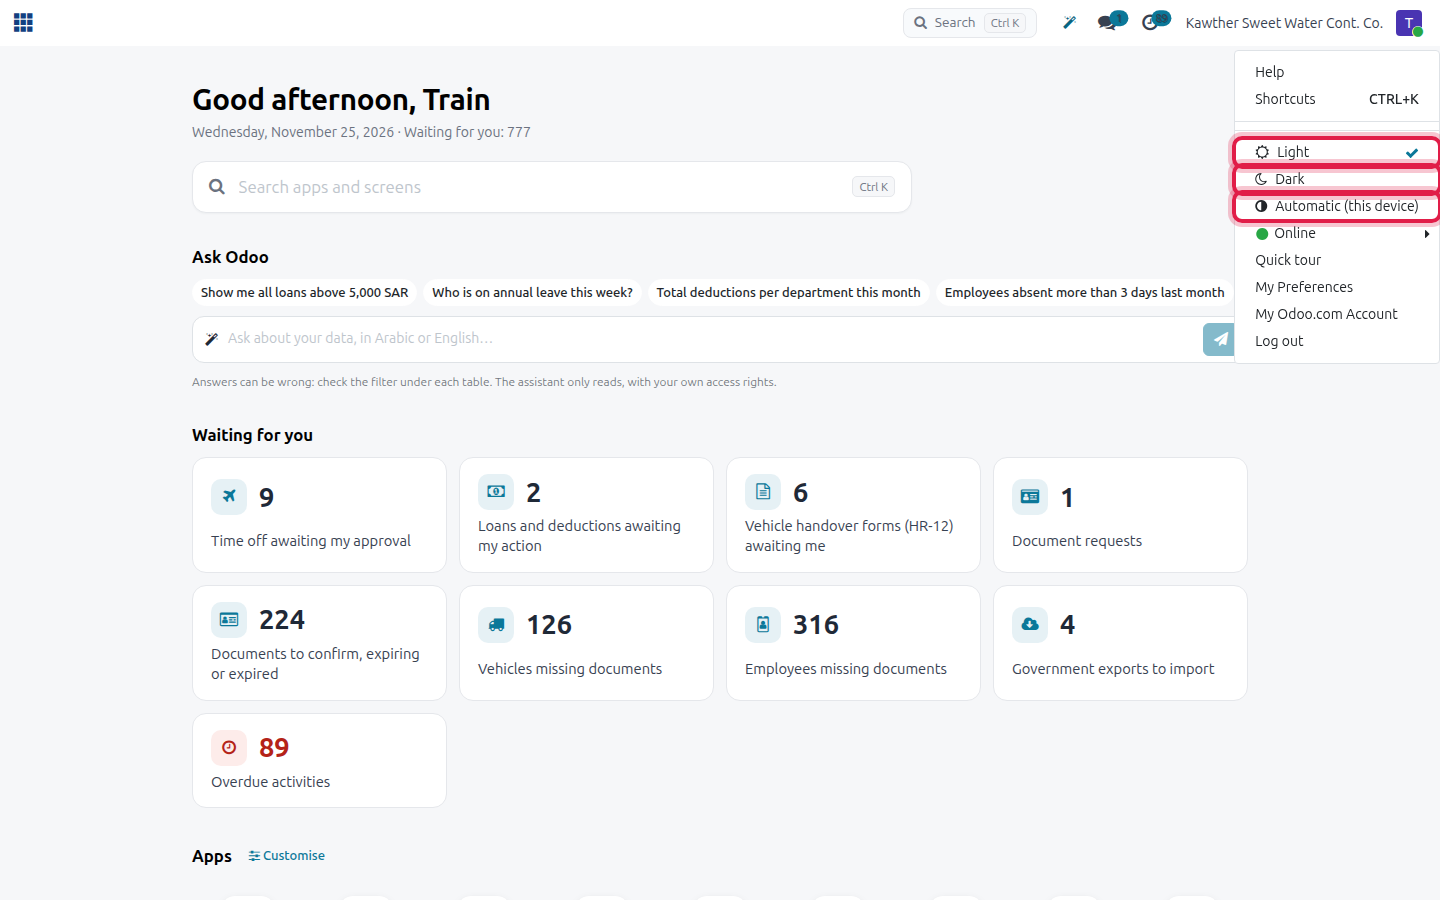 Search Ctrl K
1
89
Kawther Sweet Water Cont. Co.
T
Help
Shortcuts CTRL+K
Light
Dark
Automatic (this device)
Online
Quick tour
My Preferences
My Odoo.com Account
Log out
Good afternoon, Train
Wednesday, November 25, 2026 · Waiting for you: 777
Search apps and screens Ctrl K
Ask Odoo
Show me all loans above 5,000 SAR
Who is on annual leave this week?
Total deductions per department this month
Employees absent more than 3 days last month
Ask about your data, in Arabic or English...
Answers can be wrong: check the filter under each table. The assistant only reads, with your own access rights.
Waiting for you
9
Time off awaiting my approval
2
Loans and deductions awaiting
my action
6
Vehicle handover forms (HR-12)
awaiting me
1
Document requests
224
Documents to confirm, expiring
or expired
126
Vehicles missing documents
316
Employees missing documents
4
Government exports to import
89
Overdue activities
Apps Customise